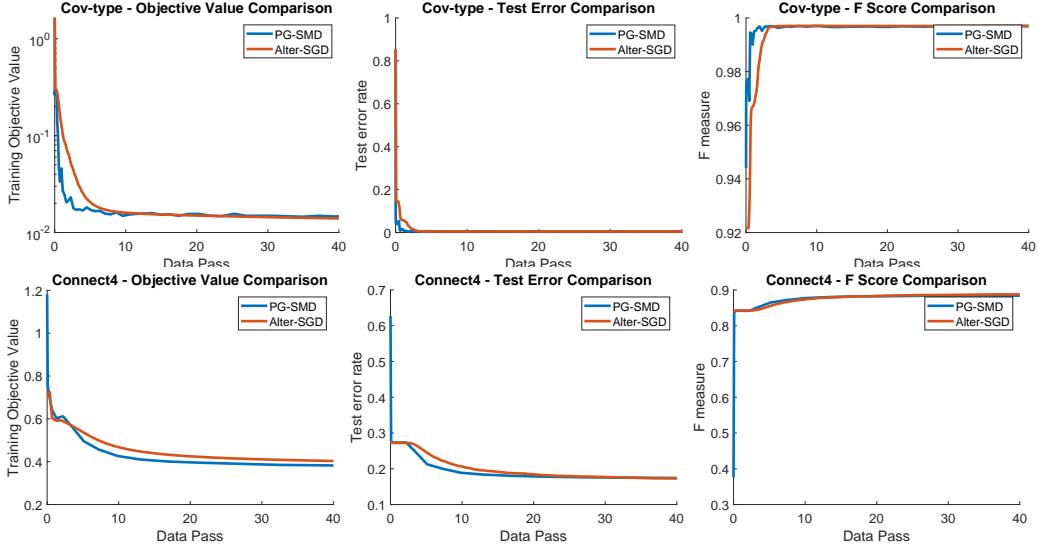 Cov-type - Objective Value Comparison
Training Objective Value
10^0
10^-1
10^-2
0 10 20 30 40
Data Pass
PG-SMD
Alter-SGD
Cov-type - Test Error Comparison
Test error rate
1
0.8
0.6
0.4
0.2
0
0 10 20 30 40
Data Pass
PG-SMD
Alter-SGD
Cov-type - F Score Comparison
F measure
1
0.98
0.96
0.94
0.92
0 10 20 30 40
Data Pass
PG-SMD
Alter-SGD
Connect4 - Objective Value Comparison
Training Objective Value
1.2
1
0.8
0.6
0.4
0.2
0 10 20 30 40
Data Pass
PG-SMD
Alter-SGD
Connect4 - Test Error Comparison
Test error rate
0.7
0.6
0.5
0.4
0.3
0.2
0.1
0 10 20 30 40
Data Pass
PG-SMD
Alter-SGD
Connect4 - F Score Comparison
F measure
0.9
0.8
0.7
0.6
0.5
0.4
0.3
0 10 20 30 40
Data Pass
PG-SMD
Alter-SGD